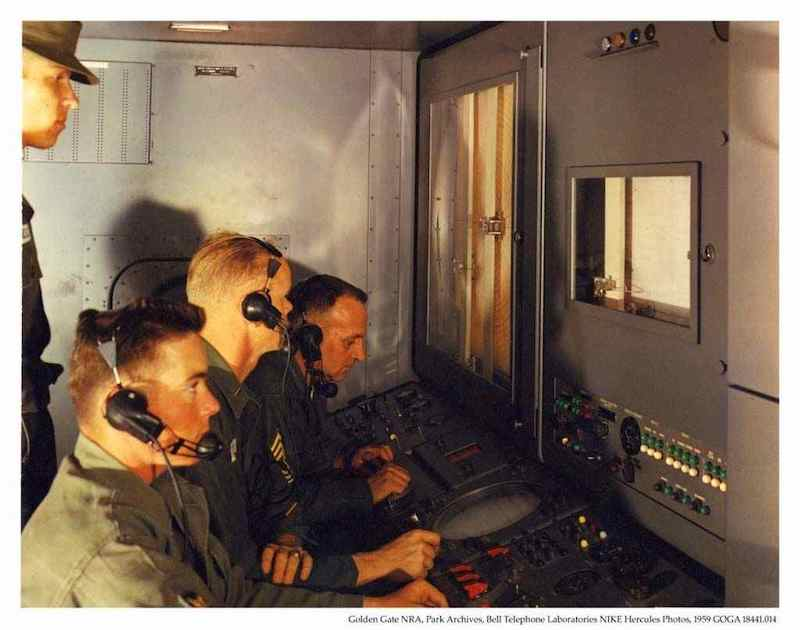 Golden Gate NRA, Park Archives, Bell Telephone Laboratories NIKE Hercules Photos, 1959 GOGA 18441.014